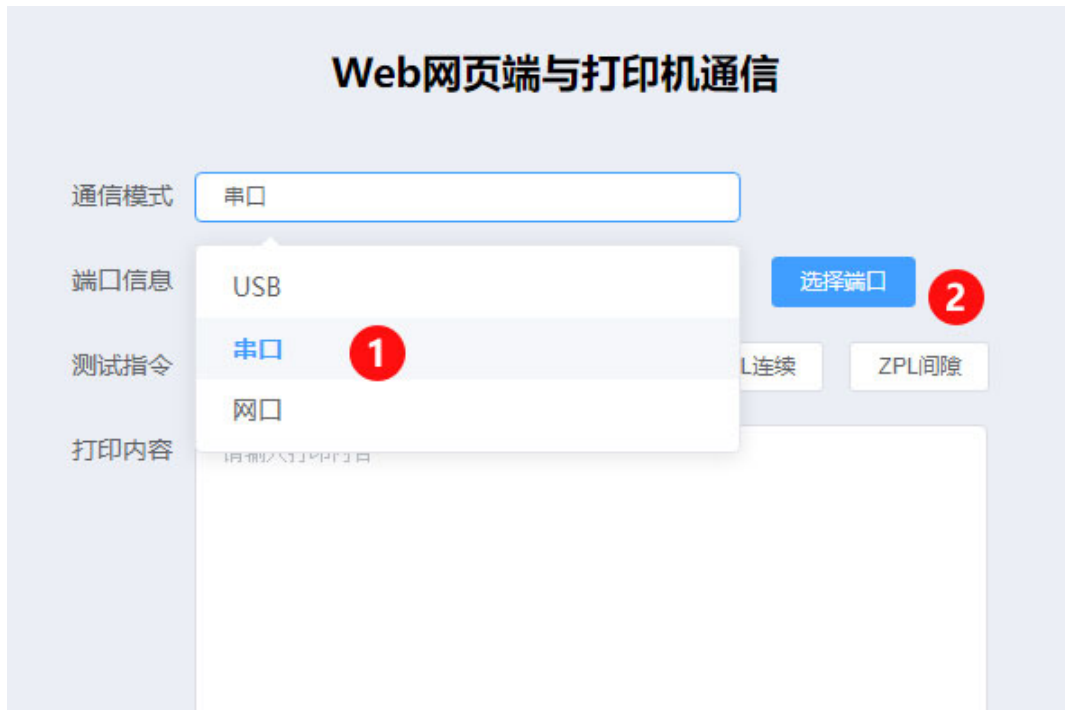 Web网页端与打印机通信
通信模式 串口
端口信息 USB 选择端口 2
串口 1
测试指令 L连续 ZPL间隙
网口
打印内容